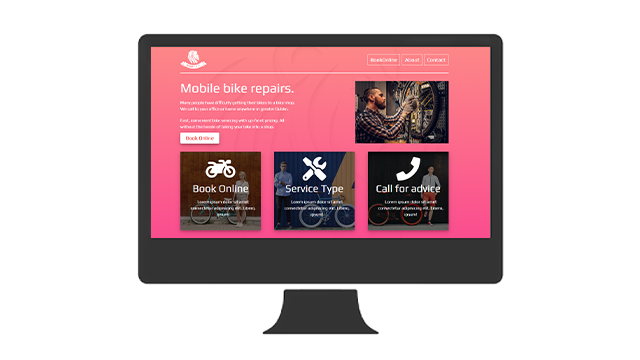 BookOnline
About
Contact
Mobile bike repairs.
Many people have difficulty getting their bikes to a bike shop.
We will to your office or home anywhere in greater Dublin.
Fast, convenient bike servicing with up-front pricing. All
without the hassle of taking your bike into a shop.
Book Online
Book Online
Lorem ipsum dolor sit
amet, consectetur
adipisicing elit. Libero,
ipsum!
Service Type
Lorem ipsum dolor sit
amet, consectetur
adipisicing elit. Libero,
ipsum!
Call for advice
Lorem ipsum dolor sit
amet, consectetur
adipisicing elit. Libero,
ipsum!